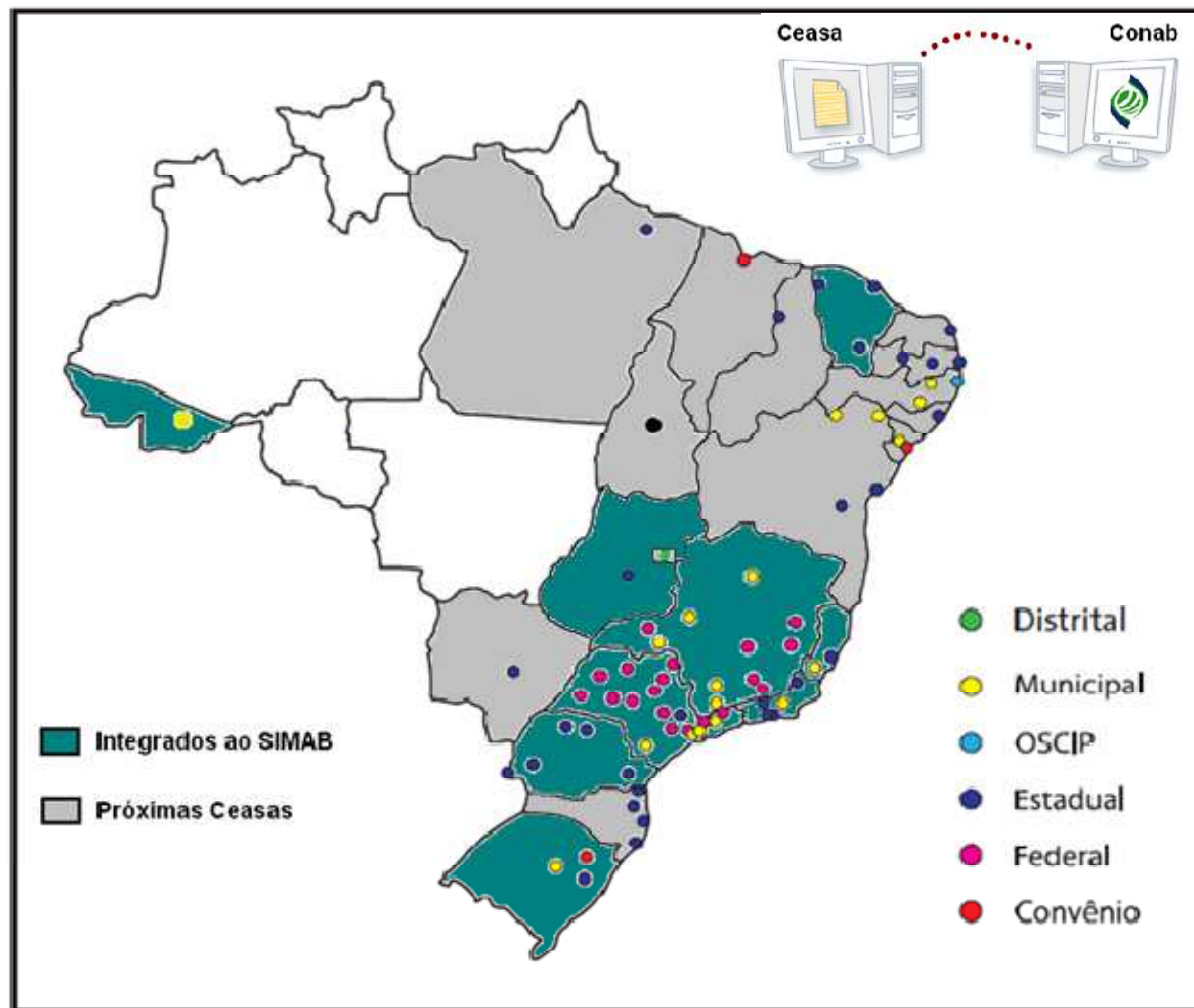 Ceasa
Conab
Distrital
Municipal
OSCIP
Estadual
Federal
Convênio
Integrados ao SIMAB
Próximas Ceasas